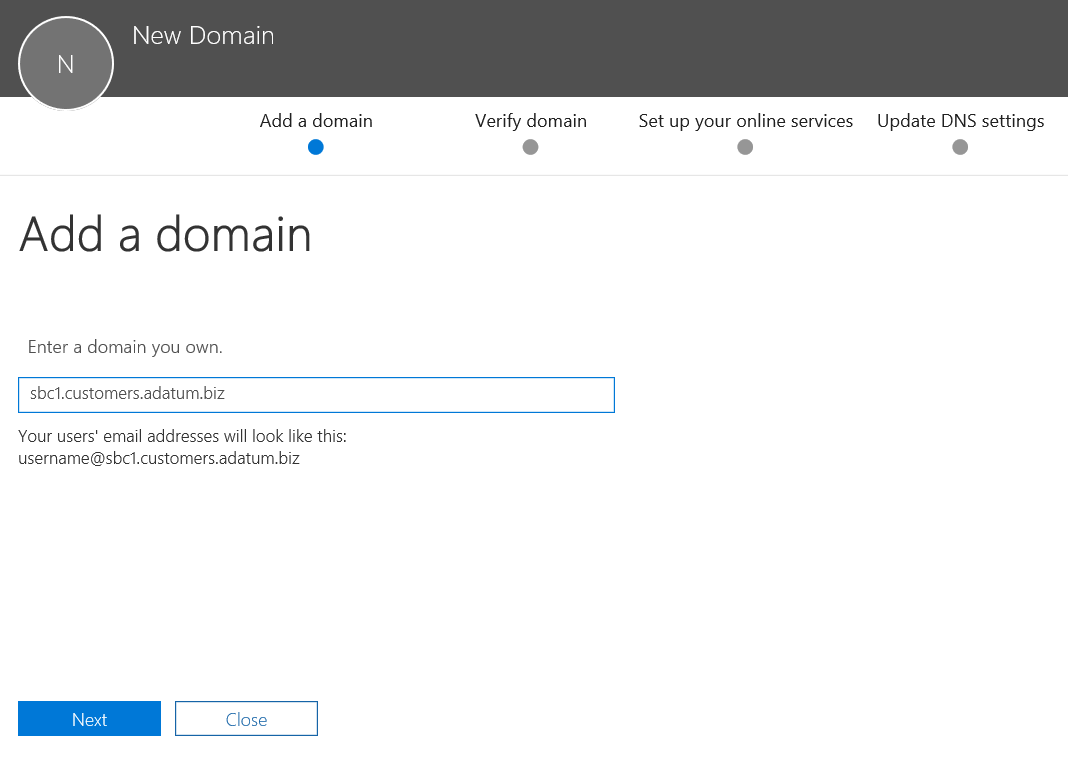 N
New Domain
Add a domain
Verify domain
Set up your online services
Update DNS settings
Add a domain
Enter a domain you own.
sbc1.customers.adatum.biz
Your users' email addresses will look like this:
username@sbc1.customers.adatum.biz
Next
Close